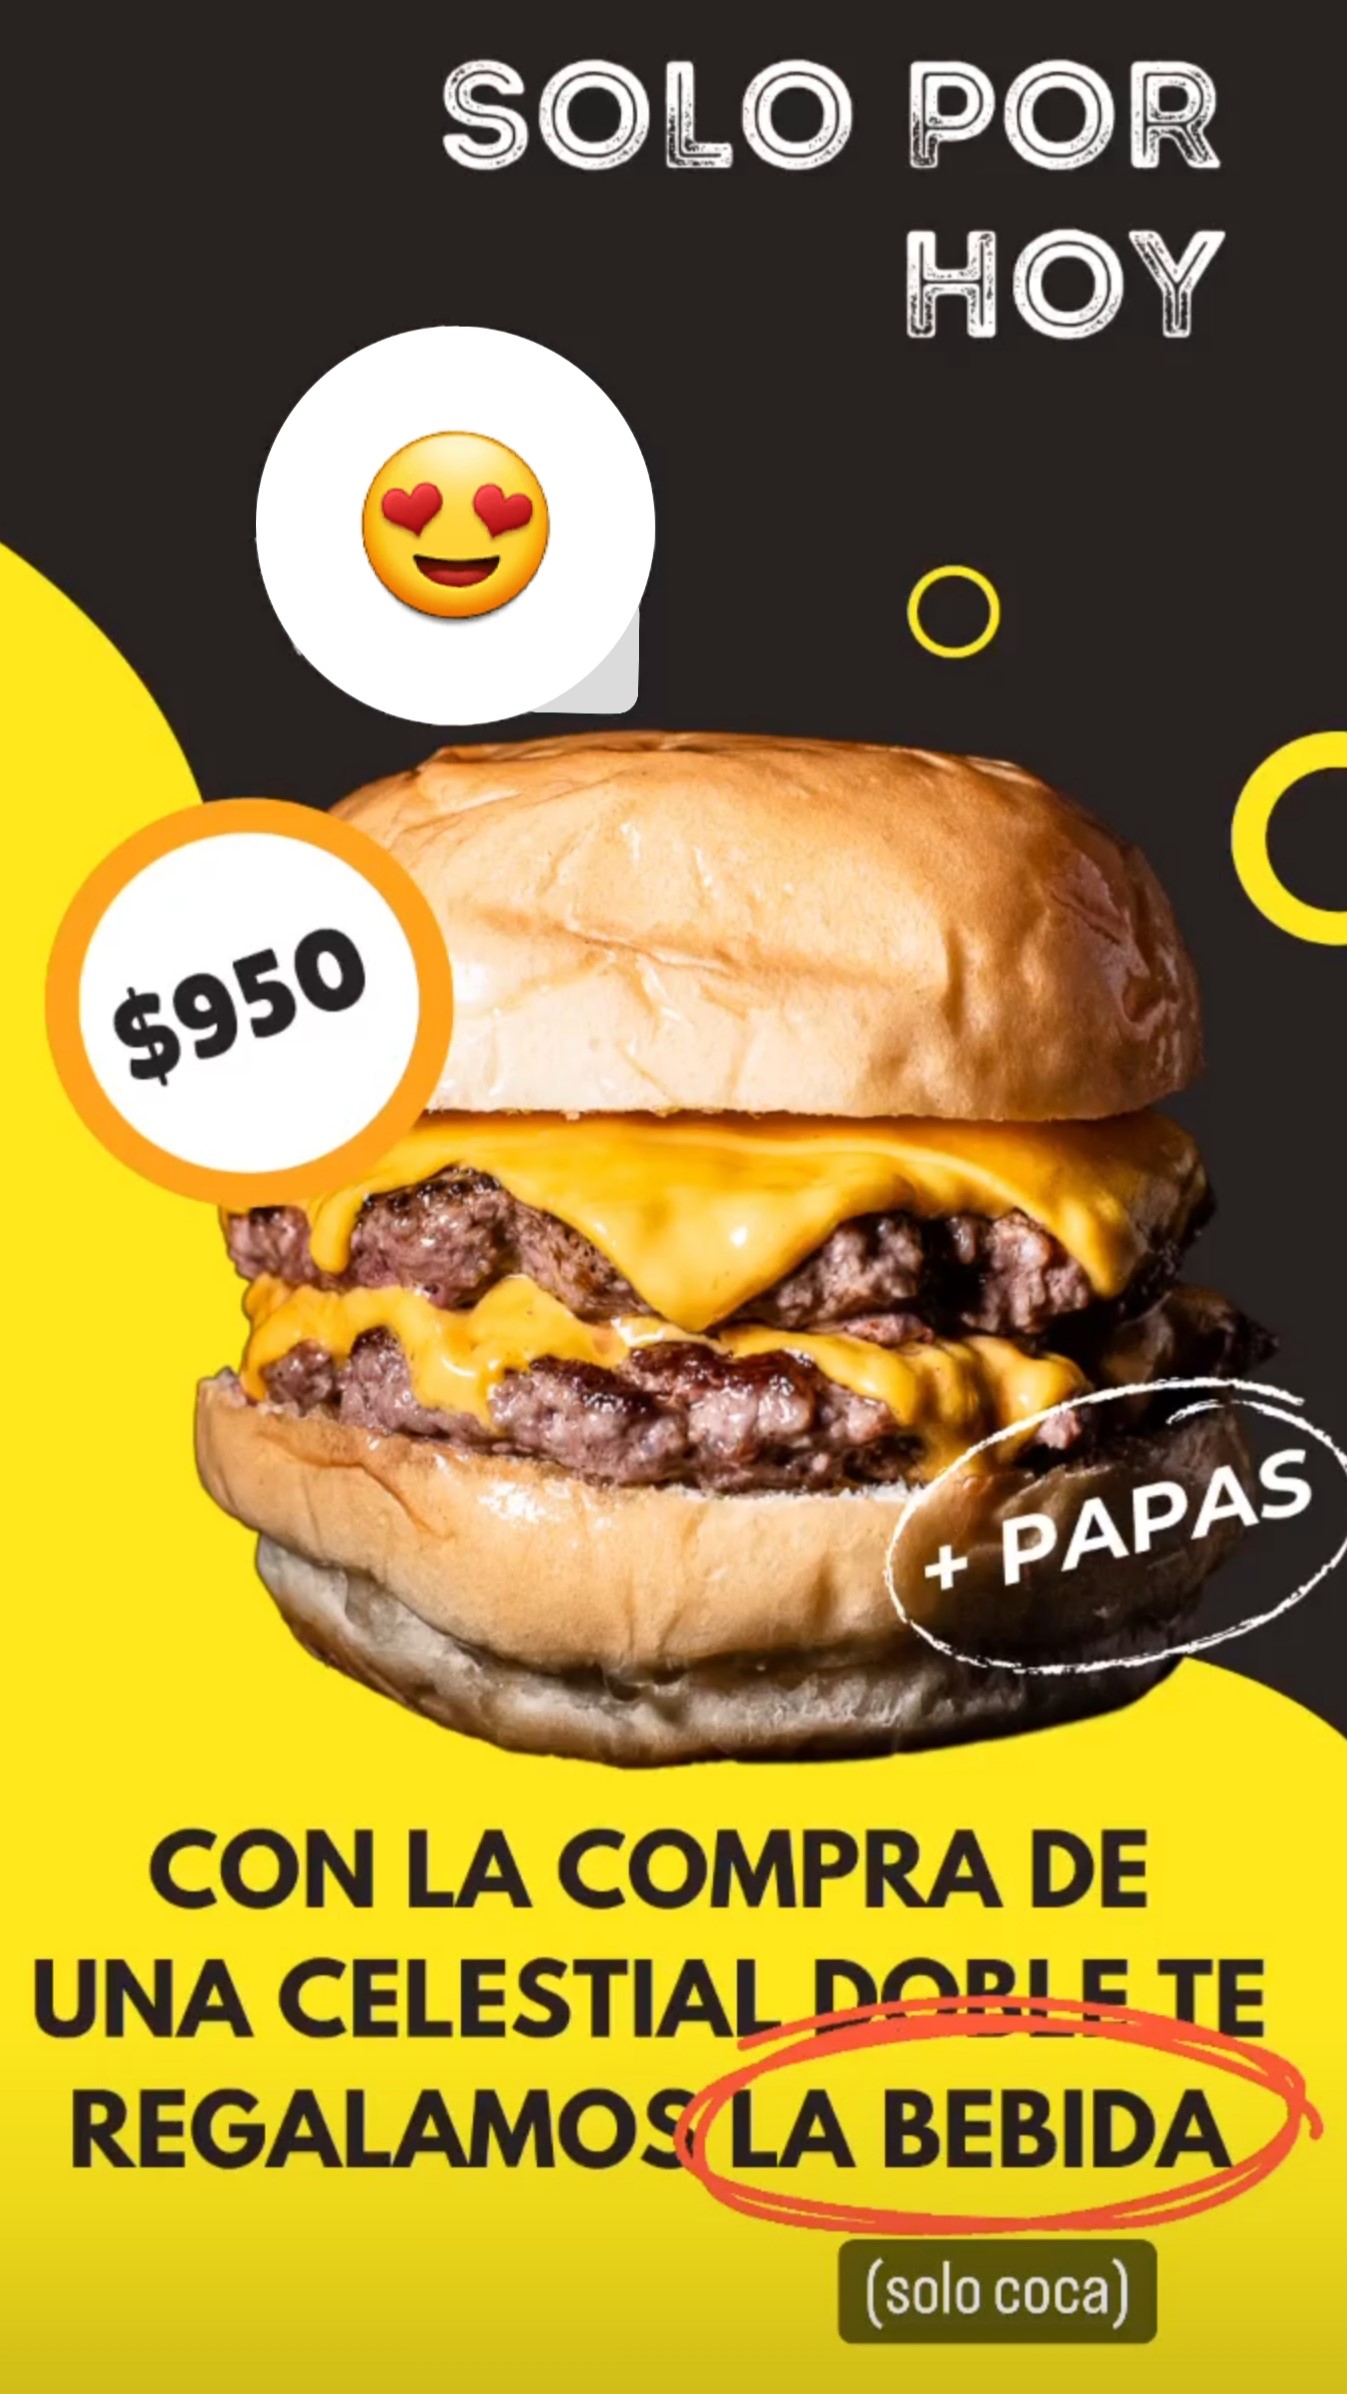 SOLO POR
HOY
$950
+ PAPAS
CON LA COMPRA DE
UNA CELESTIAL DOBLE TE
REGALAMOS LA BEBIDA
(solo coca)